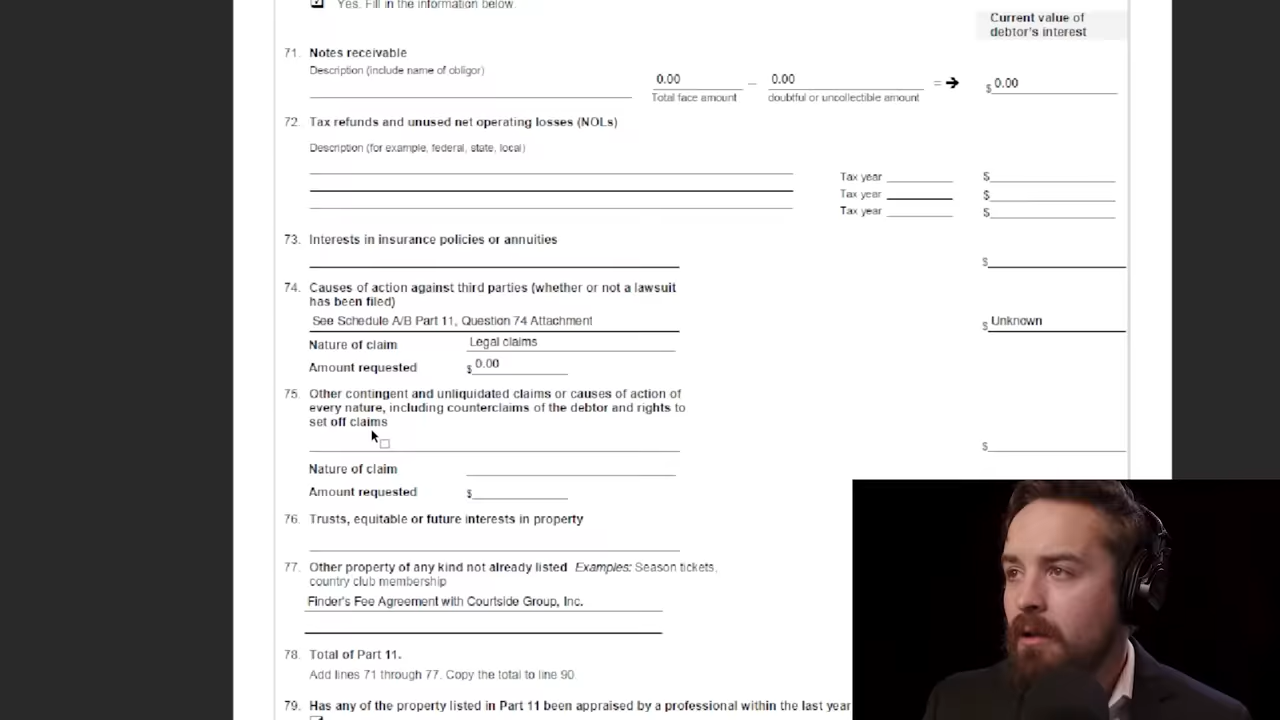 Yes. Fill in the information below.
Current value of
debtor's interest
71. Notes receivable
Description (include name of obligor)
0.00 – 0.00 = → $ 0.00
Total face amount doubtful or uncollectible amount
72. Tax refunds and unused net operating losses (NOLs)
Description (for example, federal, state, local)
Tax year $
Tax year $
Tax year $
73. Interests in insurance policies or annuities
$
74. Causes of action against third parties (whether or not a lawsuit
has been filed)
See Schedule A/B Part 11, Question 74 Attachment $ Unknown
Nature of claim Legal claims
Amount requested $ 0.00
75. Other contingent and unliquidated claims or causes of action of
every nature, including counterclaims of the debtor and rights to
set off claims
$
Nature of claim
Amount requested $
76. Trusts, equitable or future interests in property
77. Other property of any kind not already listed Examples: Season tickets,
country club membership
Finder's Fee Agreement with Courtside Group, Inc.
78. Total of Part 11.
Add lines 71 through 77. Copy the total to line 90
79. Has any of the property listed in Part 11 been appraised by a professional within the last year